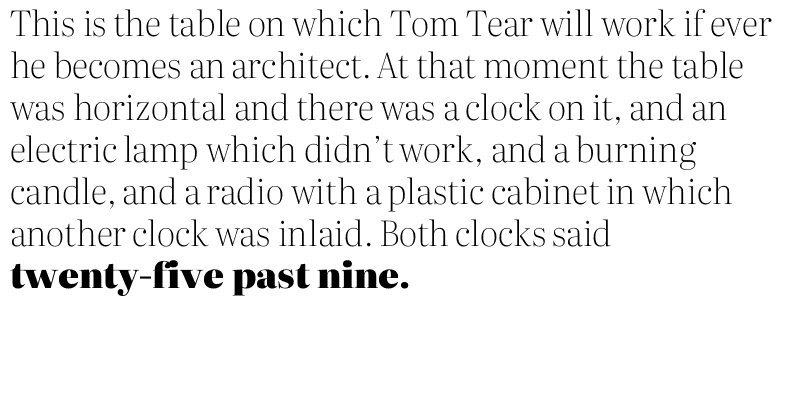 This is the table on which Tom Tear will work if ever
he becomes an architect. At that moment the table
was horizontal and there was a clock on it, and an
electric lamp which didn’t work, and a burning
candle, and a radio with a plastic cabinet in which
another clock was inlaid. Both clocks said
twenty-five past nine.